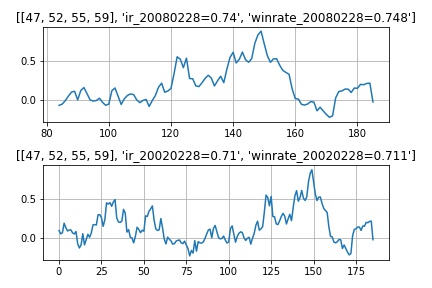 [[47, 52, 55, 59], 'ir_20080228=0.74', 'winrate_20080228=0.748']
0.5
0.0
80 100 120 140 160 180
[[47, 52, 55, 59], 'ir_20020228=0.71', 'winrate_20020228=0.711']
0.5
0.0
0 25 50 75 100 125 150 175